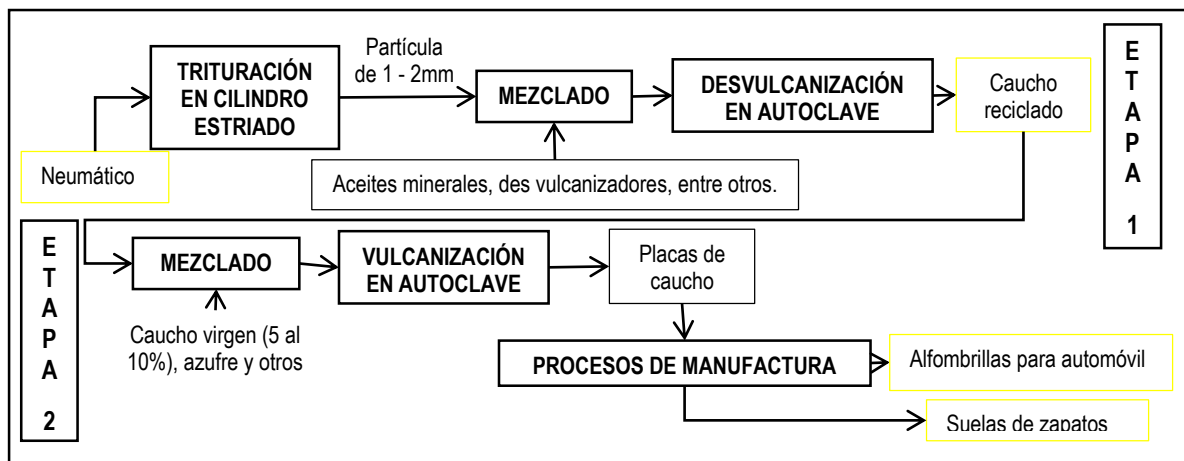 Partícula
de 1 - 2mm
TRITURACIÓN
EN CILINDRO
ESTRIADO
MEZCLADO
DESVULCANIZACIÓN
EN AUTOCLAVE
Caucho
reciclado
E
T
A
P
A
1
Neumático
Aceites minerales, des vulcanizadores, entre otros.
E
T
A
P
A
2
MEZCLADO
VULCANIZACIÓN
EN AUTOCLAVE
Placas de
caucho
Caucho virgen (5 al
10%), azufre y otros
PROCESOS DE MANUFACTURA
Alfombrillas para automóvil
Suelas de zapatos